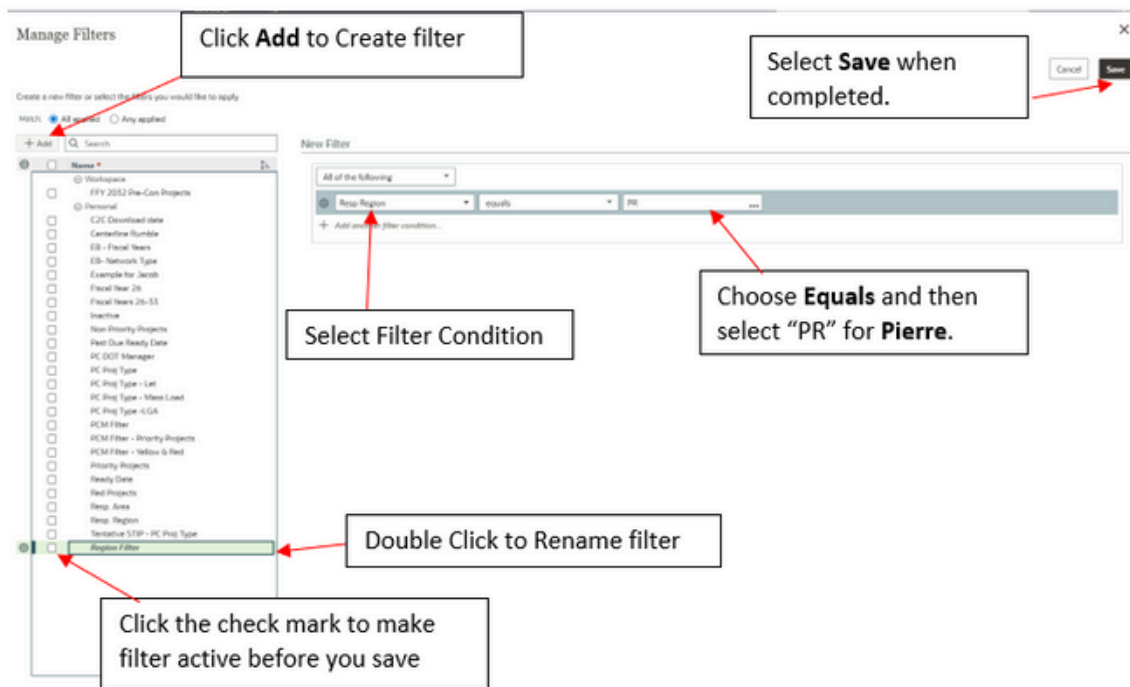 Manage Filters
Click Add to Create filter
Select Save when
completed.
Cancel
Save
Create a new filter or select the filters you would like to apply
Match: All applied Any applied
Add
Search
New Filter
Name *
All of the following
Workspace
FFY 2032 Pre-Con Projects
Resp Region equals PR ...
Personal
C2C Download date
Add another filter condition...
Centerline Rumble
EB - Fiscal Years
EB- Network Type
Example for Jacob
Fiscal Year 26
Fiscal Years 26-33
Inactive
Non Priority Projects
Past Due Ready Date
PC DOT Manager
PC Proj Type
PC Proj Type - Let
PC Proj Type - Mass Load
PC Proj Type -LGA
PCM Filter
PCM Filter - Priority Projects
PCM Filter - Yellow & Red
Priority Projects
Ready Date
Red Projects
Resp. Area
Resp. Region
Tentative STIP - PC Proj Type
Region Filter
Select Filter Condition
Choose Equals and then
select “PR” for Pierre.
Double Click to Rename filter
Click the check mark to make
filter active before you save